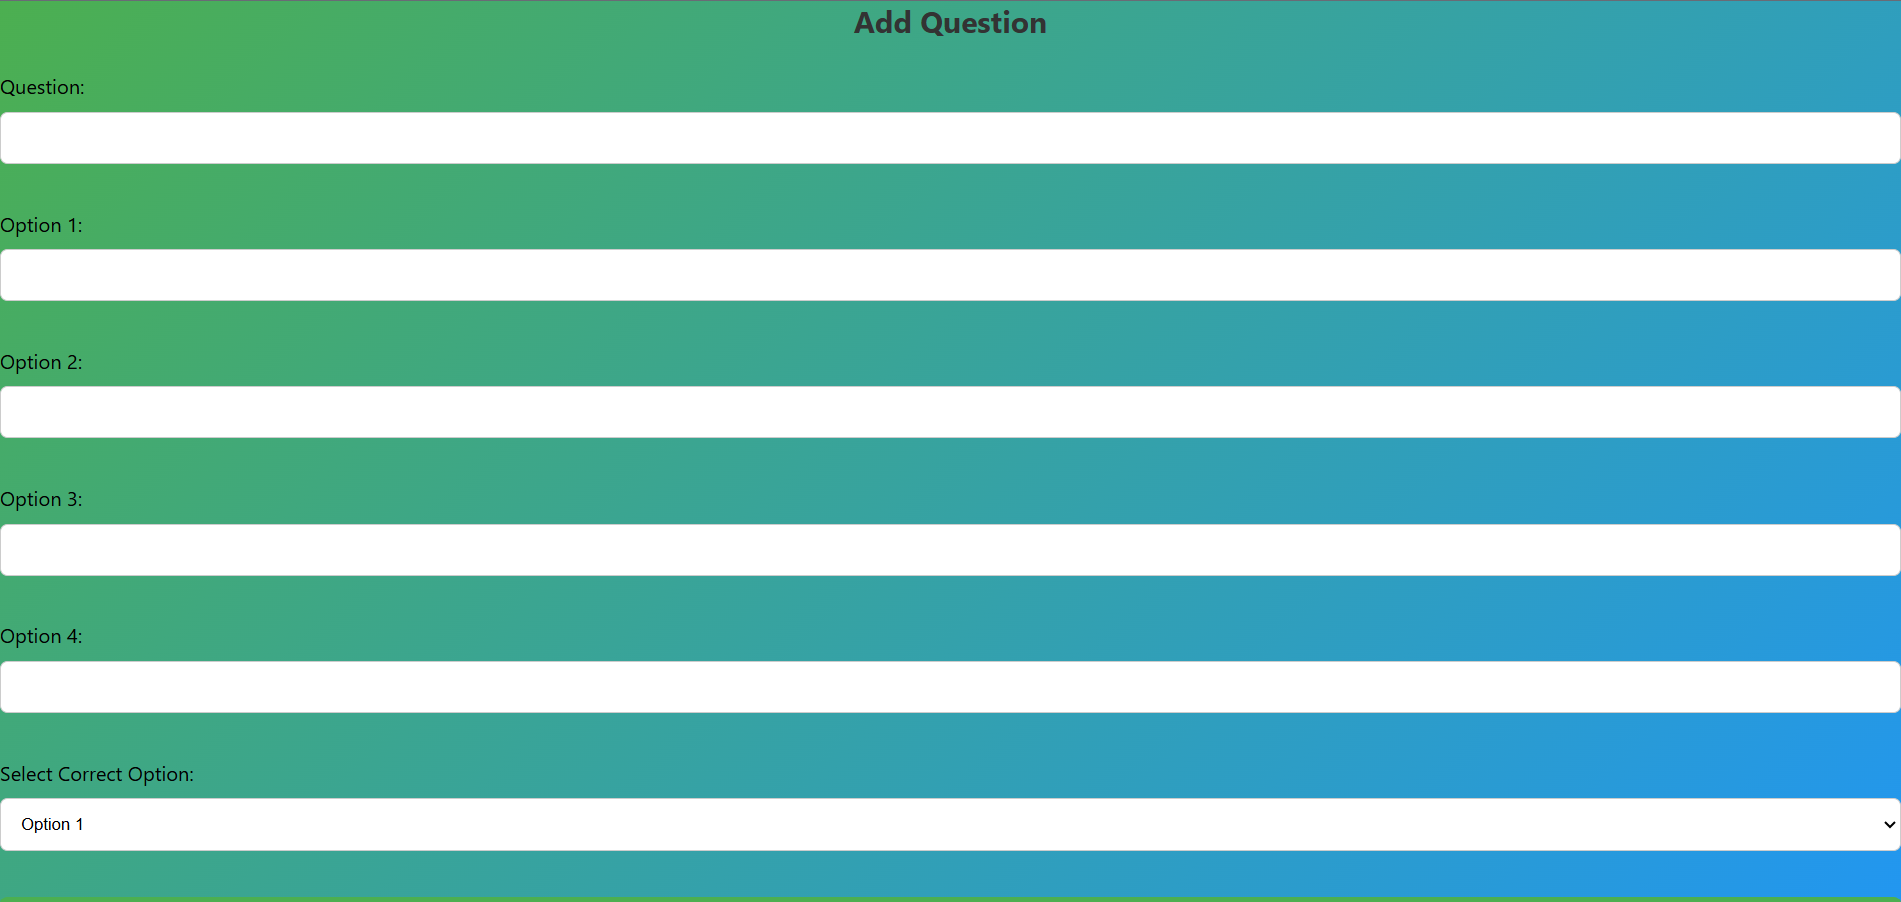 Add Question
Question:
Option 1:
Option 2:
Option 3:
Option 4:
Select Correct Option:
Option 1